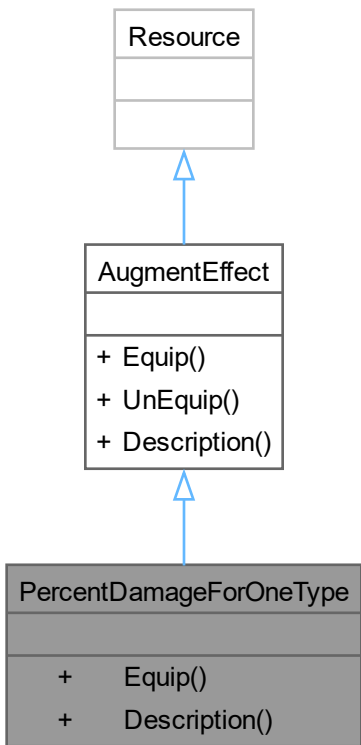 Resource
AugmentEffect
+ Equip()
+ UnEquip()
+ Description()
PercentDamageForOneType
+ Equip()
+ Description()